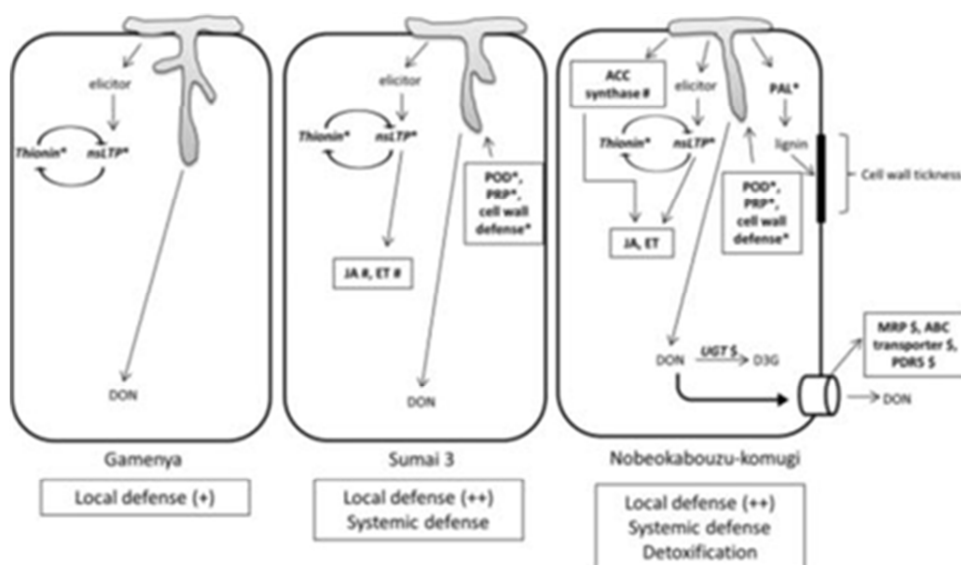 elicitor
Thionin*
nsLTP*
DON
Gamenya
Local defense (+)
elicitor
Thionin*
nsLTP*
POD*,
PRP*,
cell wall
defense*
JA #, ET #
DON
Sumai 3
Local defense (++)
Systemic defense
ACC
synthase #
elicitor
PAL*
Thionin*
nsLTP*
lignin
Cell wall tickness
POD*,
PRP*,
cell wall
defense*
JA, ET
DON
UGT $
D3G
MRP $, ABC
transporter $,
PDR5 $
DON
Nobeokabouzu-komugi
Local defense (++)
Systemic defense
Detoxification